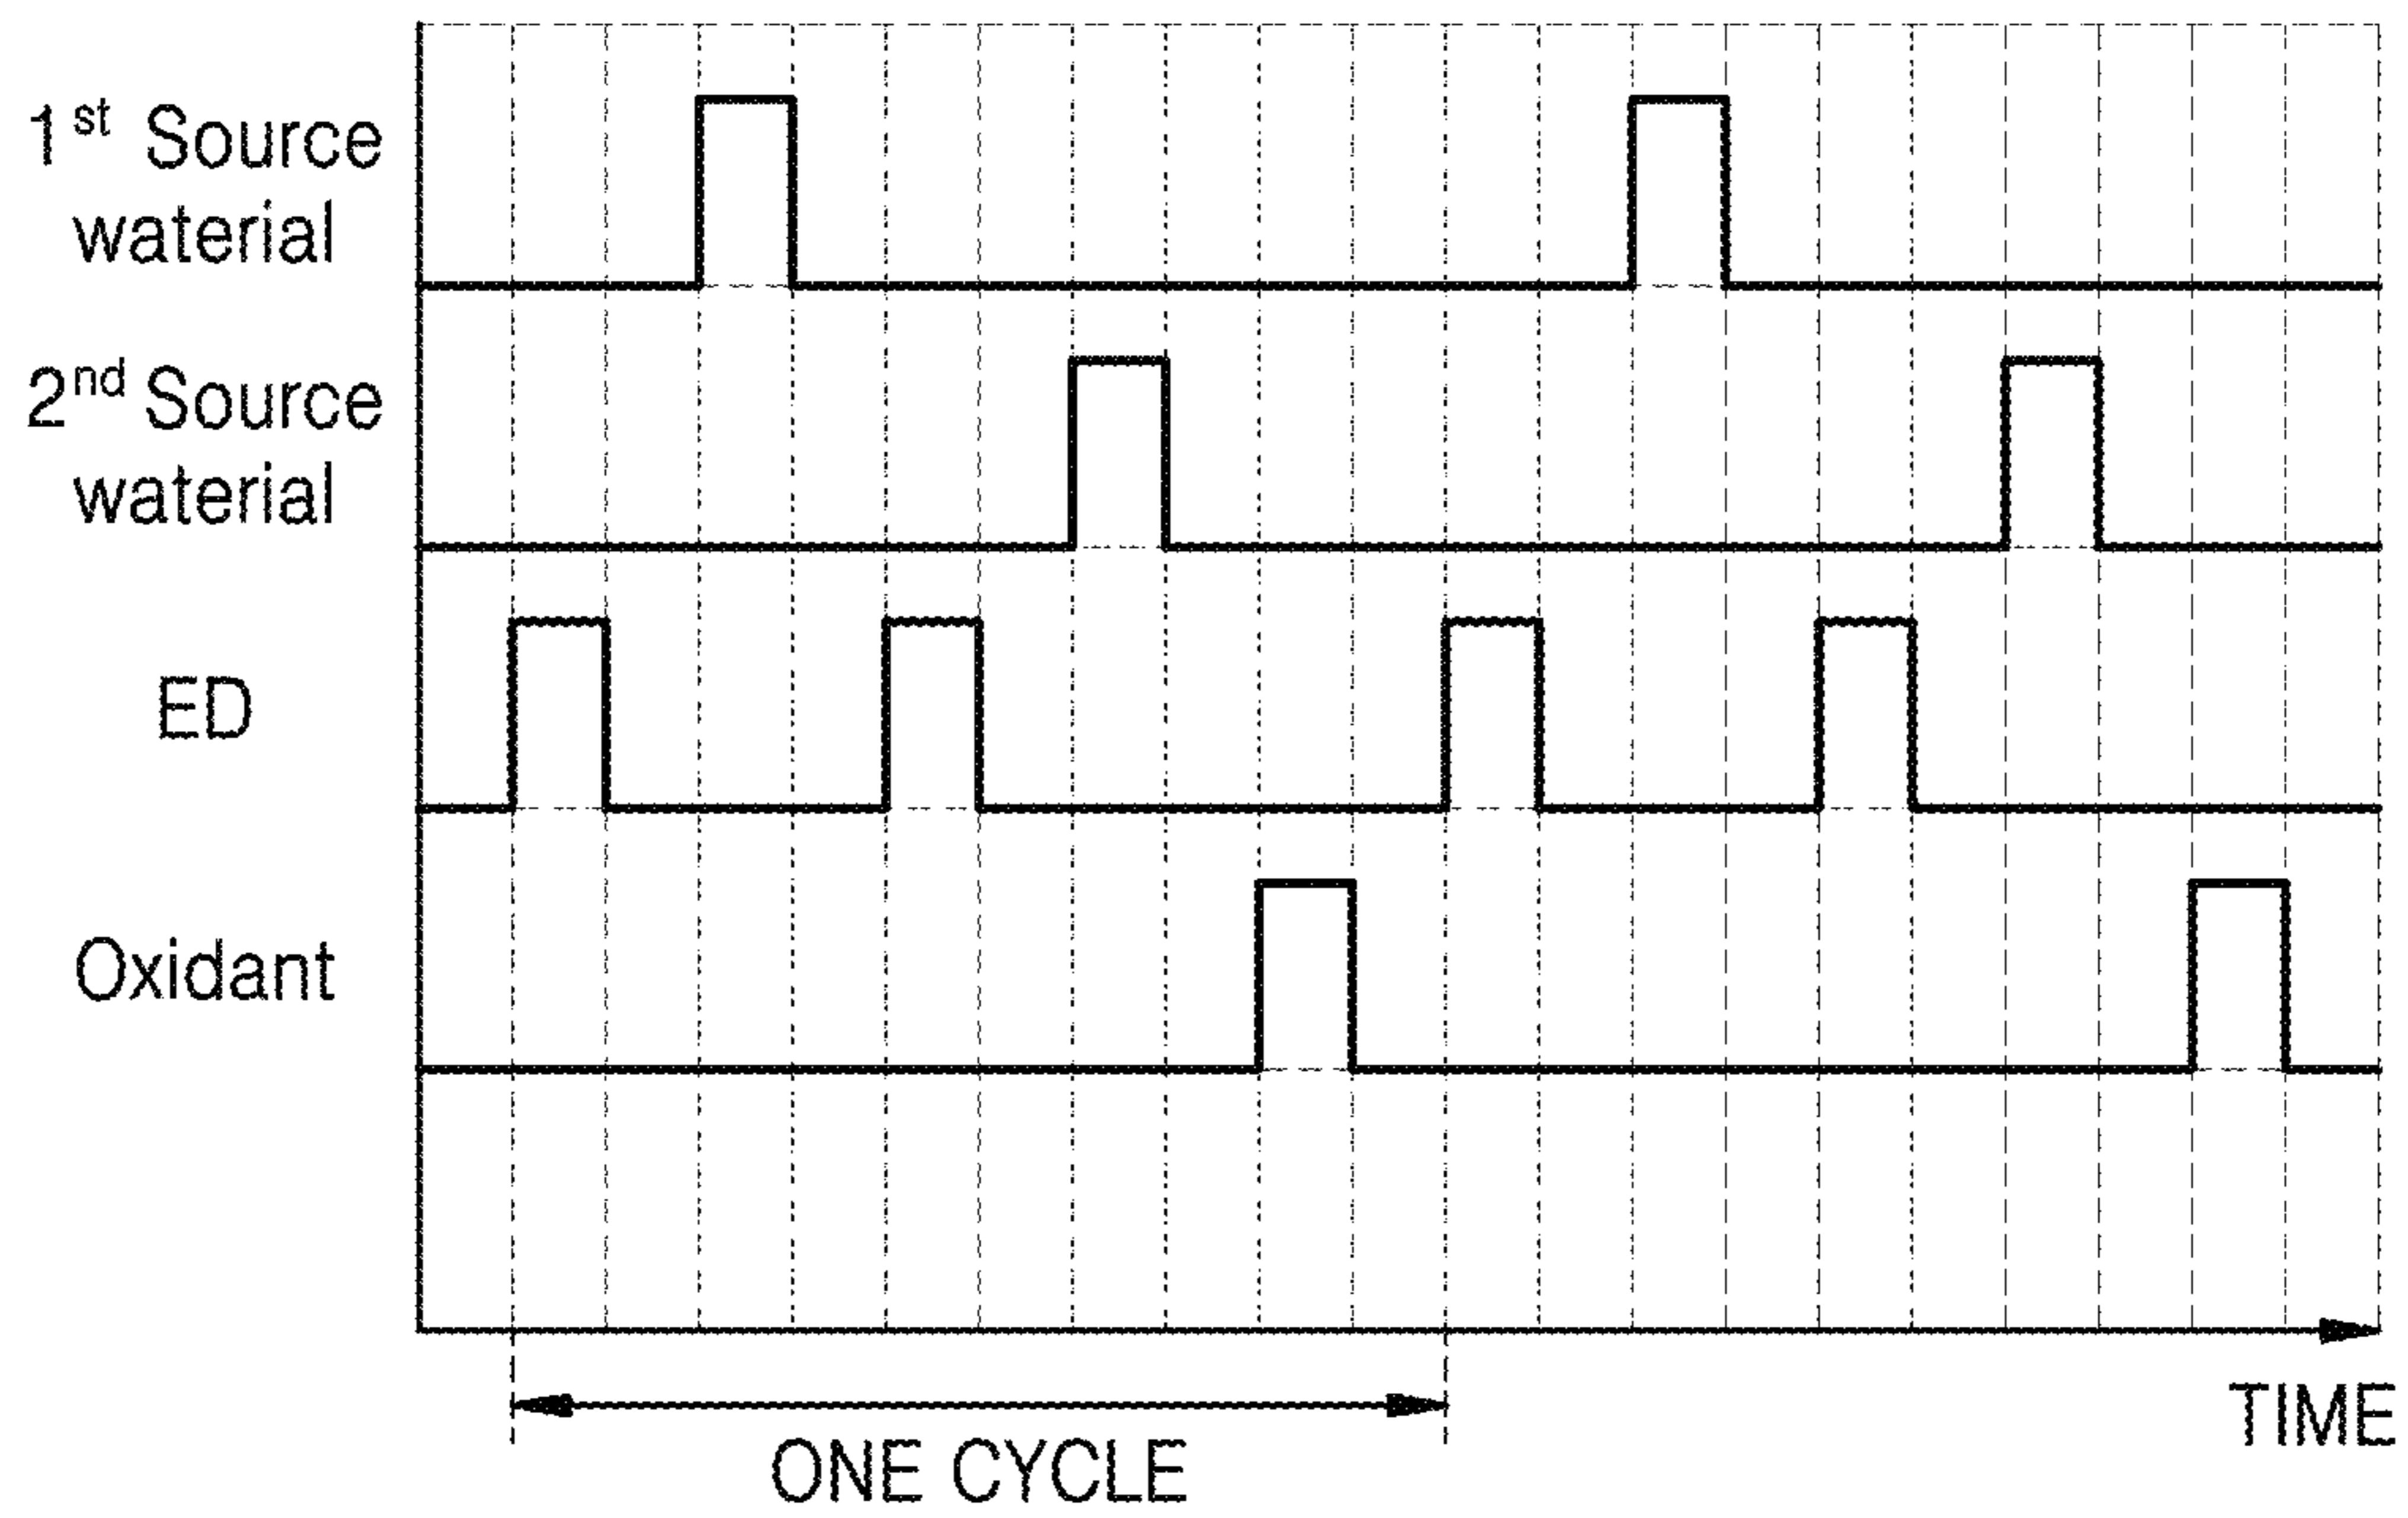 1st Source
waterial
2nd Source
waterial
ED
Oxidant
TIME
ONE CYCLE